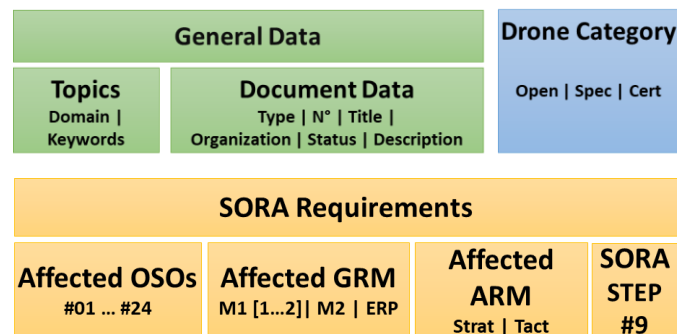 General Data
Topics
Domain |
Keywords
Document Data
Type | N° | Title |
Organization | Status | Description
Drone Category
Open | Spec | Cert
SORA Requirements
Affected OSOs
#01 ... #24
Affected GRM
M1 [1...2]| M2 | ERP
Affected
ARM
Strat | Tact
SORA
STEP
#9